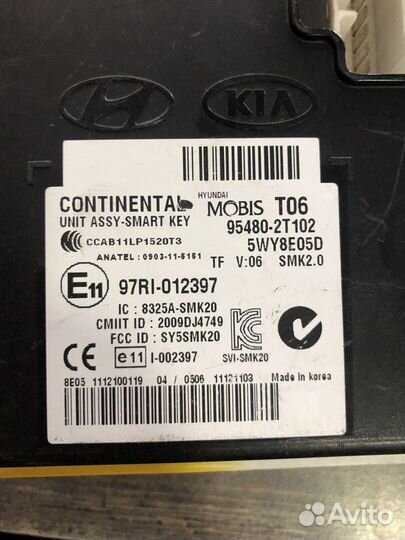 KIA
CONTINENTAL HYUNDAI MOBIS T06
UNIT ASSY-SMART KEY 95480-2T102
CCAB11LP1520T3 5WY8E05D
ANATEL : 0903-11-5161 TF V:06 SMK2.0
E11 97RI-012397
IC : 8325A-SMK20
CMIIT ID : 2009DJ4749
FCC ID : SY5SMK20
CE e11 I-002397 SVI-SMK20
8E05 1112100119 04 / 0506 11121103 Made in korea
Avito